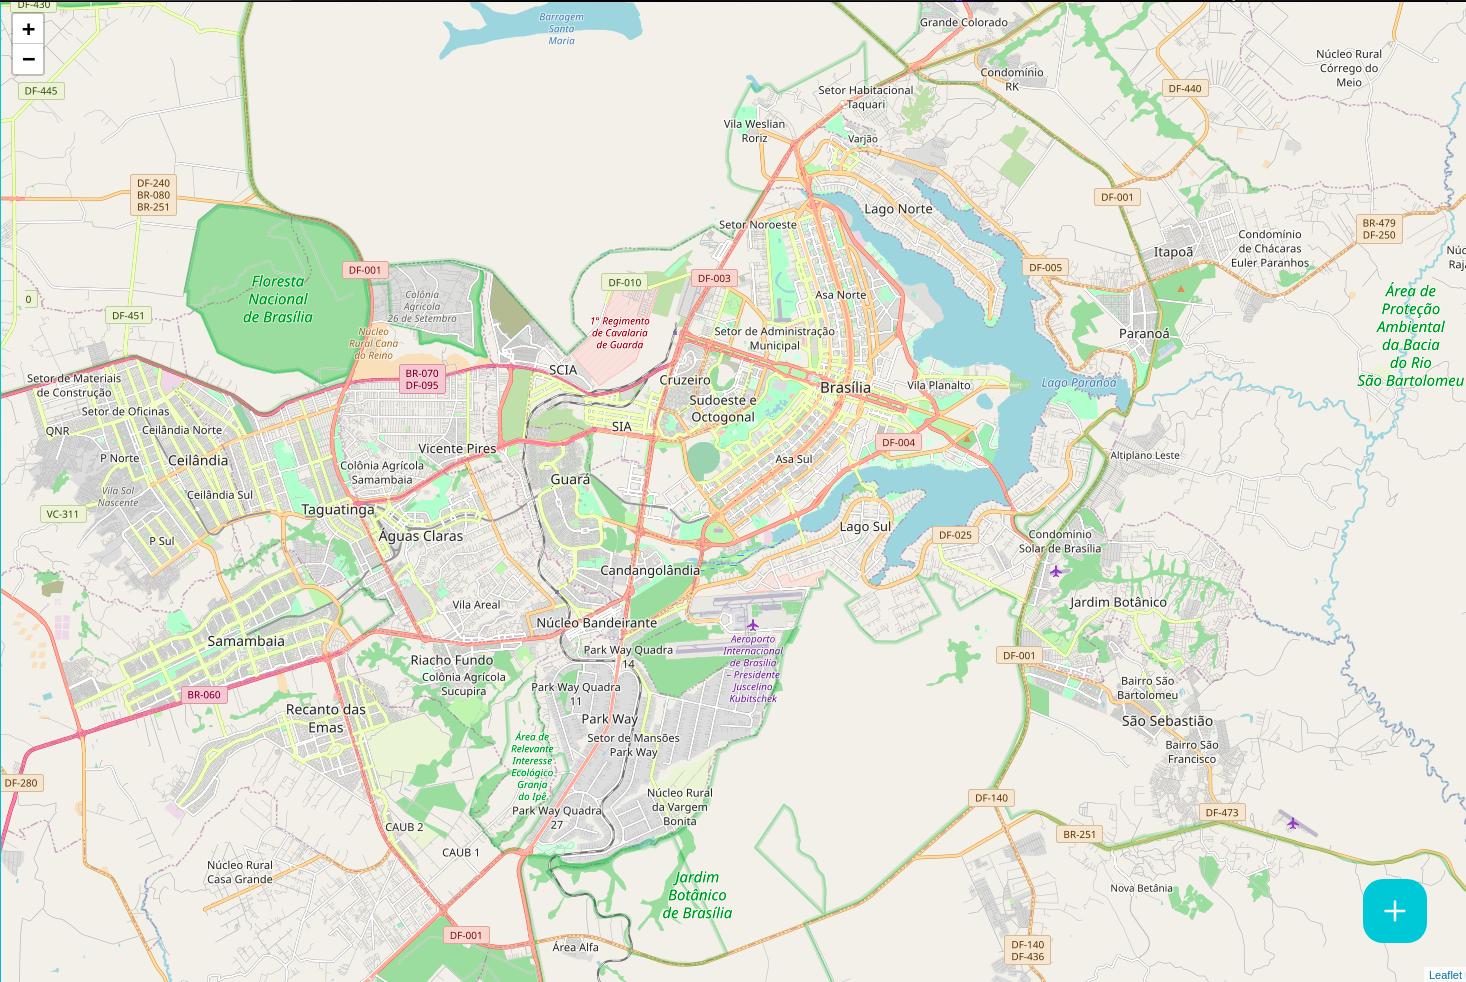 DF-430
+
−
Barragem
Santa
Maria
Grande Colorado
DF-445
Núcleo Rural
Córrego do
Meio
Condomínio
RK
DF-440
Setor Habitacional
Taquari
Vila Weslian
Roriz
Varjão
DF-240
BR-080
BR-251
DF-001
Lago Norte
Setor Noroeste
BR-479
DF-250
Itapoã
Condomínio
de Chácaras
Euler Paranhos
Núc
Raj
DF-001
DF-005
DF-003
DF-010
Floresta
Nacional
de Brasília
Colônia
Agrícola
26 de Setembro
Asa Norte
0
DF-451
1° Regimento
de Cavalaria
de Guarda
Setor de Administração
Municipal
Paranoá
Área de
Proteção
Ambiental
da Bacia
do Rio
São Bartolomeu
Núcleo
Rural Cana
do Reino
SCIA
BR-070
DF-095
Cruzeiro
Brasília
Vila Planalto
Lago Paranoá
Setor de Materiais
de Construção
Sudoeste e
Octogonal
Setor de Oficinas
QNR
Ceilândia Norte
SIA
Vicente Pires
DF-004
P Norte
Ceilândia
Colônia Agrícola
Samambaia
Asa Sul
Altiplano Leste
Guará
Vila Sol
Nascente
Ceilândia Sul
VC-311
Taguatinga
Lago Sul
Águas Claras
DF-025
Condomínio
Solar de Brasília
P Sul
Candangolândia
Vila Areal
Jardim Botânico
Núcleo Bandeirante
Samambaia
Park Way Quadra
14
Aeroporto
Internacional
de Brasília
– Presidente
Juscelino
Kubitschek
DF-001
Riacho Fundo
Colônia Agrícola
Sucupira
BR-060
Park Way Quadra
11
Bairro São
Bartolomeu
Recanto das
Emas
Park Way
São Sebastião
Setor de Mansões
Park Way
Área de
Relevante
Interesse
Ecológico
Granja
do Ipê
Bairro São
Francisco
DF-280
Núcleo Rural
da Vargem
Bonita
DF-140
Park Way Quadra
27
DF-473
CAUB 2
BR-251
CAUB 1
Núcleo Rural
Casa Grande
Jardim
Botânico
de Brasília
Nova Betânia
DF-001
Área Alfa
DF-140
DF-436
Leaflet